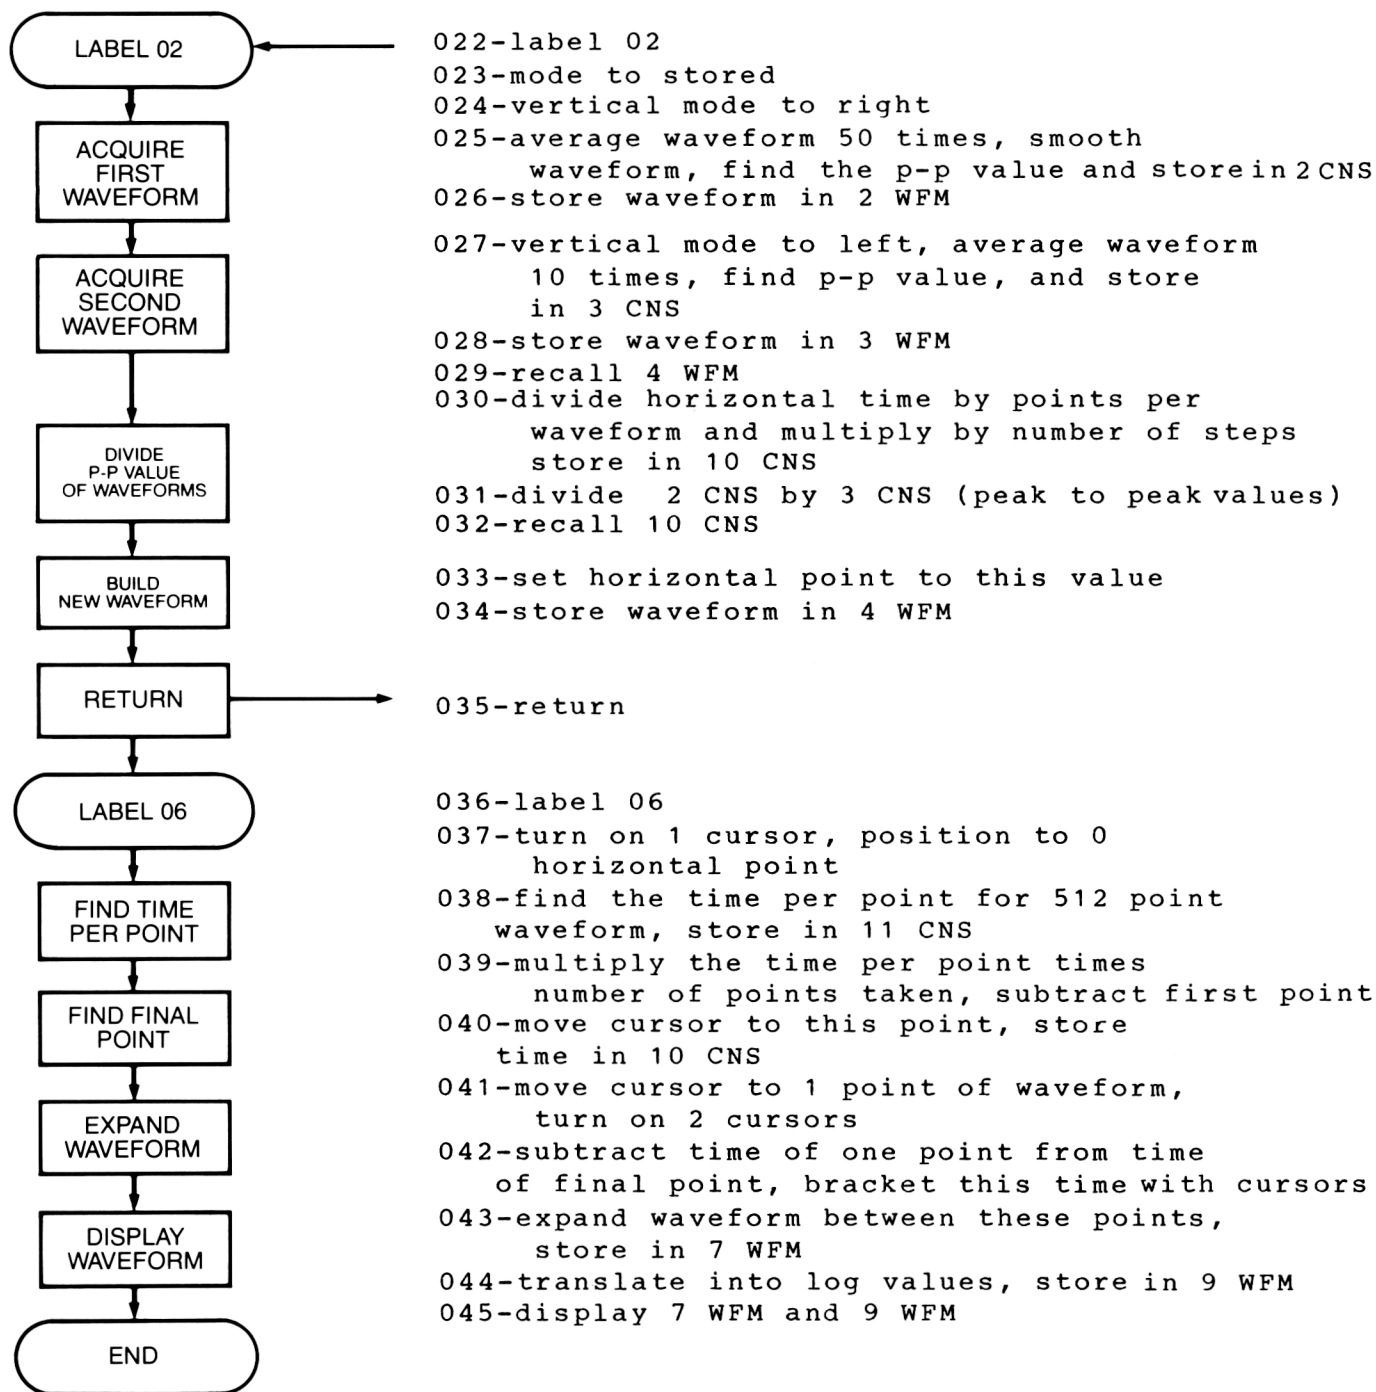 LABEL 02
ACQUIRE
FIRST
WAVEFORM
ACQUIRE
SECOND
WAVEFORM
DIVIDE
P-P VALUE
OF WAVEFORMS
BUILD
NEW WAVEFORM
RETURN
LABEL 06
FIND TIME
PER POINT
FIND FINAL
POINT
EXPAND
WAVEFORM
DISPLAY
WAVEFORM
END
022-label 02
023-mode to stored
024-vertical mode to right
025-average waveform 50 times, smooth
waveform, find the p-p value and store in 2 CNS
026-store waveform in 2 WFM
027-vertical mode to left, average waveform
10 times, find p-p value, and store
in 3 CNS
028-store waveform in 3 WFM
029-recall 4 WFM
030-divide horizontal time by points per
waveform and multiply by number of steps
store in 10 CNS
031-divide 2 CNS by 3 CNS (peak to peak values)
032-recall 10 CNS
033-set horizontal point to this value
034-store waveform in 4 WFM
035-return
036-label 06
037-turn on 1 cursor, position to 0
horizontal point
038-find the time per point for 512 point
waveform, store in 11 CNS
039-multiply the time per point times
number of points taken, subtract first point
040-move cursor to this point, store
time in 10 CNS
041-move cursor to 1 point of waveform,
turn on 2 cursors
042-subtract time of one point from time
of final point, bracket this time with cursors
043-expand waveform between these points,
store in 7 WFM
044-translate into log values, store in 9 WFM
045-display 7 WFM and 9 WFM